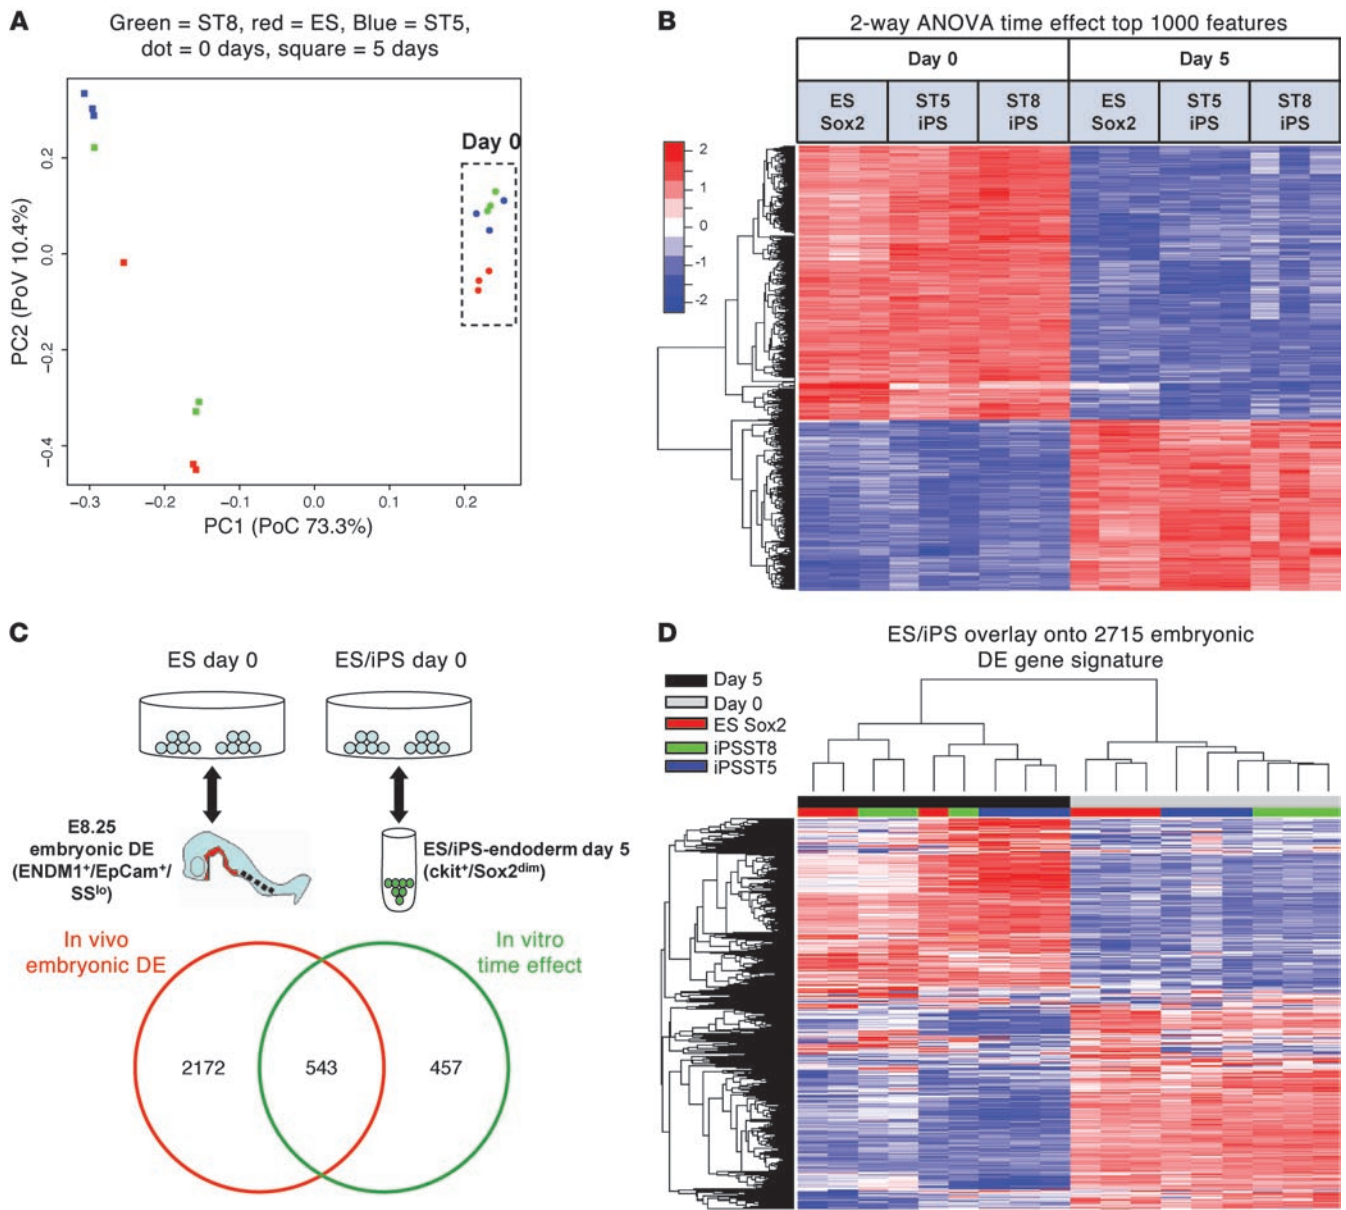 A
Green = ST8, red = ES, Blue = ST5,
dot = 0 days, square = 5 days
Day 0
PC2 (PoV 10.4%)
0.2
0.0
−0.2
−0.4
−0.3
−0.2
−0.1
0.0
0.1
0.2
PC1 (PoC 73.3%)
B
2-way ANOVA time effect top 1000 features
Day 0
Day 5
ES
Sox2
ST5
iPS
ST8
iPS
ES
Sox2
ST5
iPS
ST8
iPS
2
1
0
-1
-2
C
ES day 0
ES/iPS day 0
E8.25
embryonic DE
(ENDM1⁺/EpCam⁺/
SSˡᵒ)
ES/iPS-endoderm day 5
(ckit⁺/Sox2ᵈⁱᵐ)
In vivo
embryonic DE
In vitro
time effect
2172
543
457
D
ES/iPS overlay onto 2715 embryonic
DE gene signature
Day 5
Day 0
ES Sox2
iPSST8
iPSST5